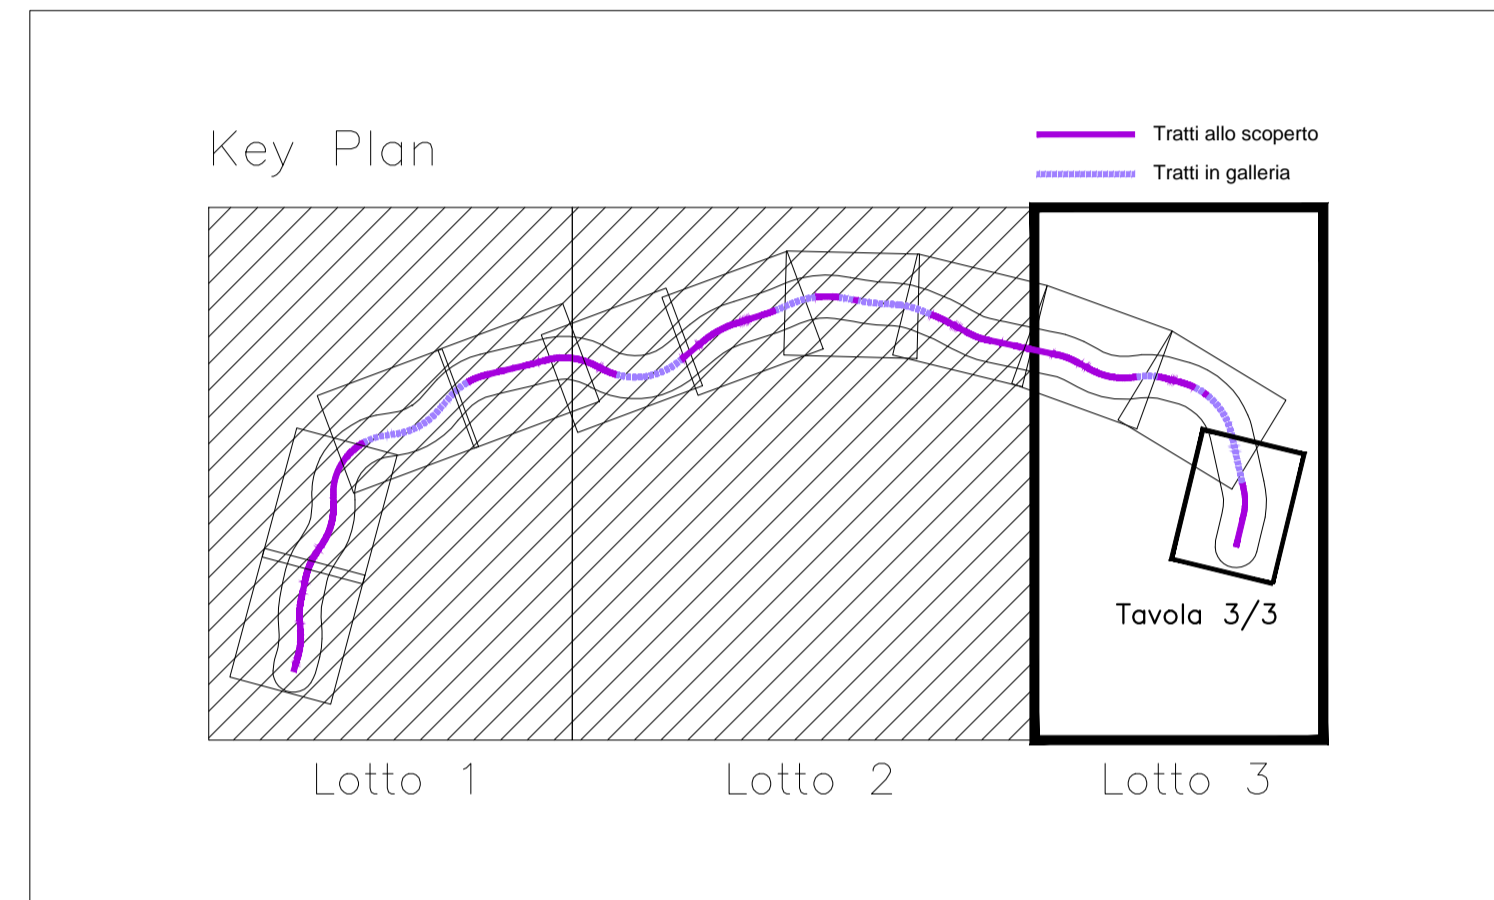 Key Plan
Tratti allo scoperto
Tratti in galleria
Tavola 3/3
Lotto 1
Lotto 2
Lotto 3